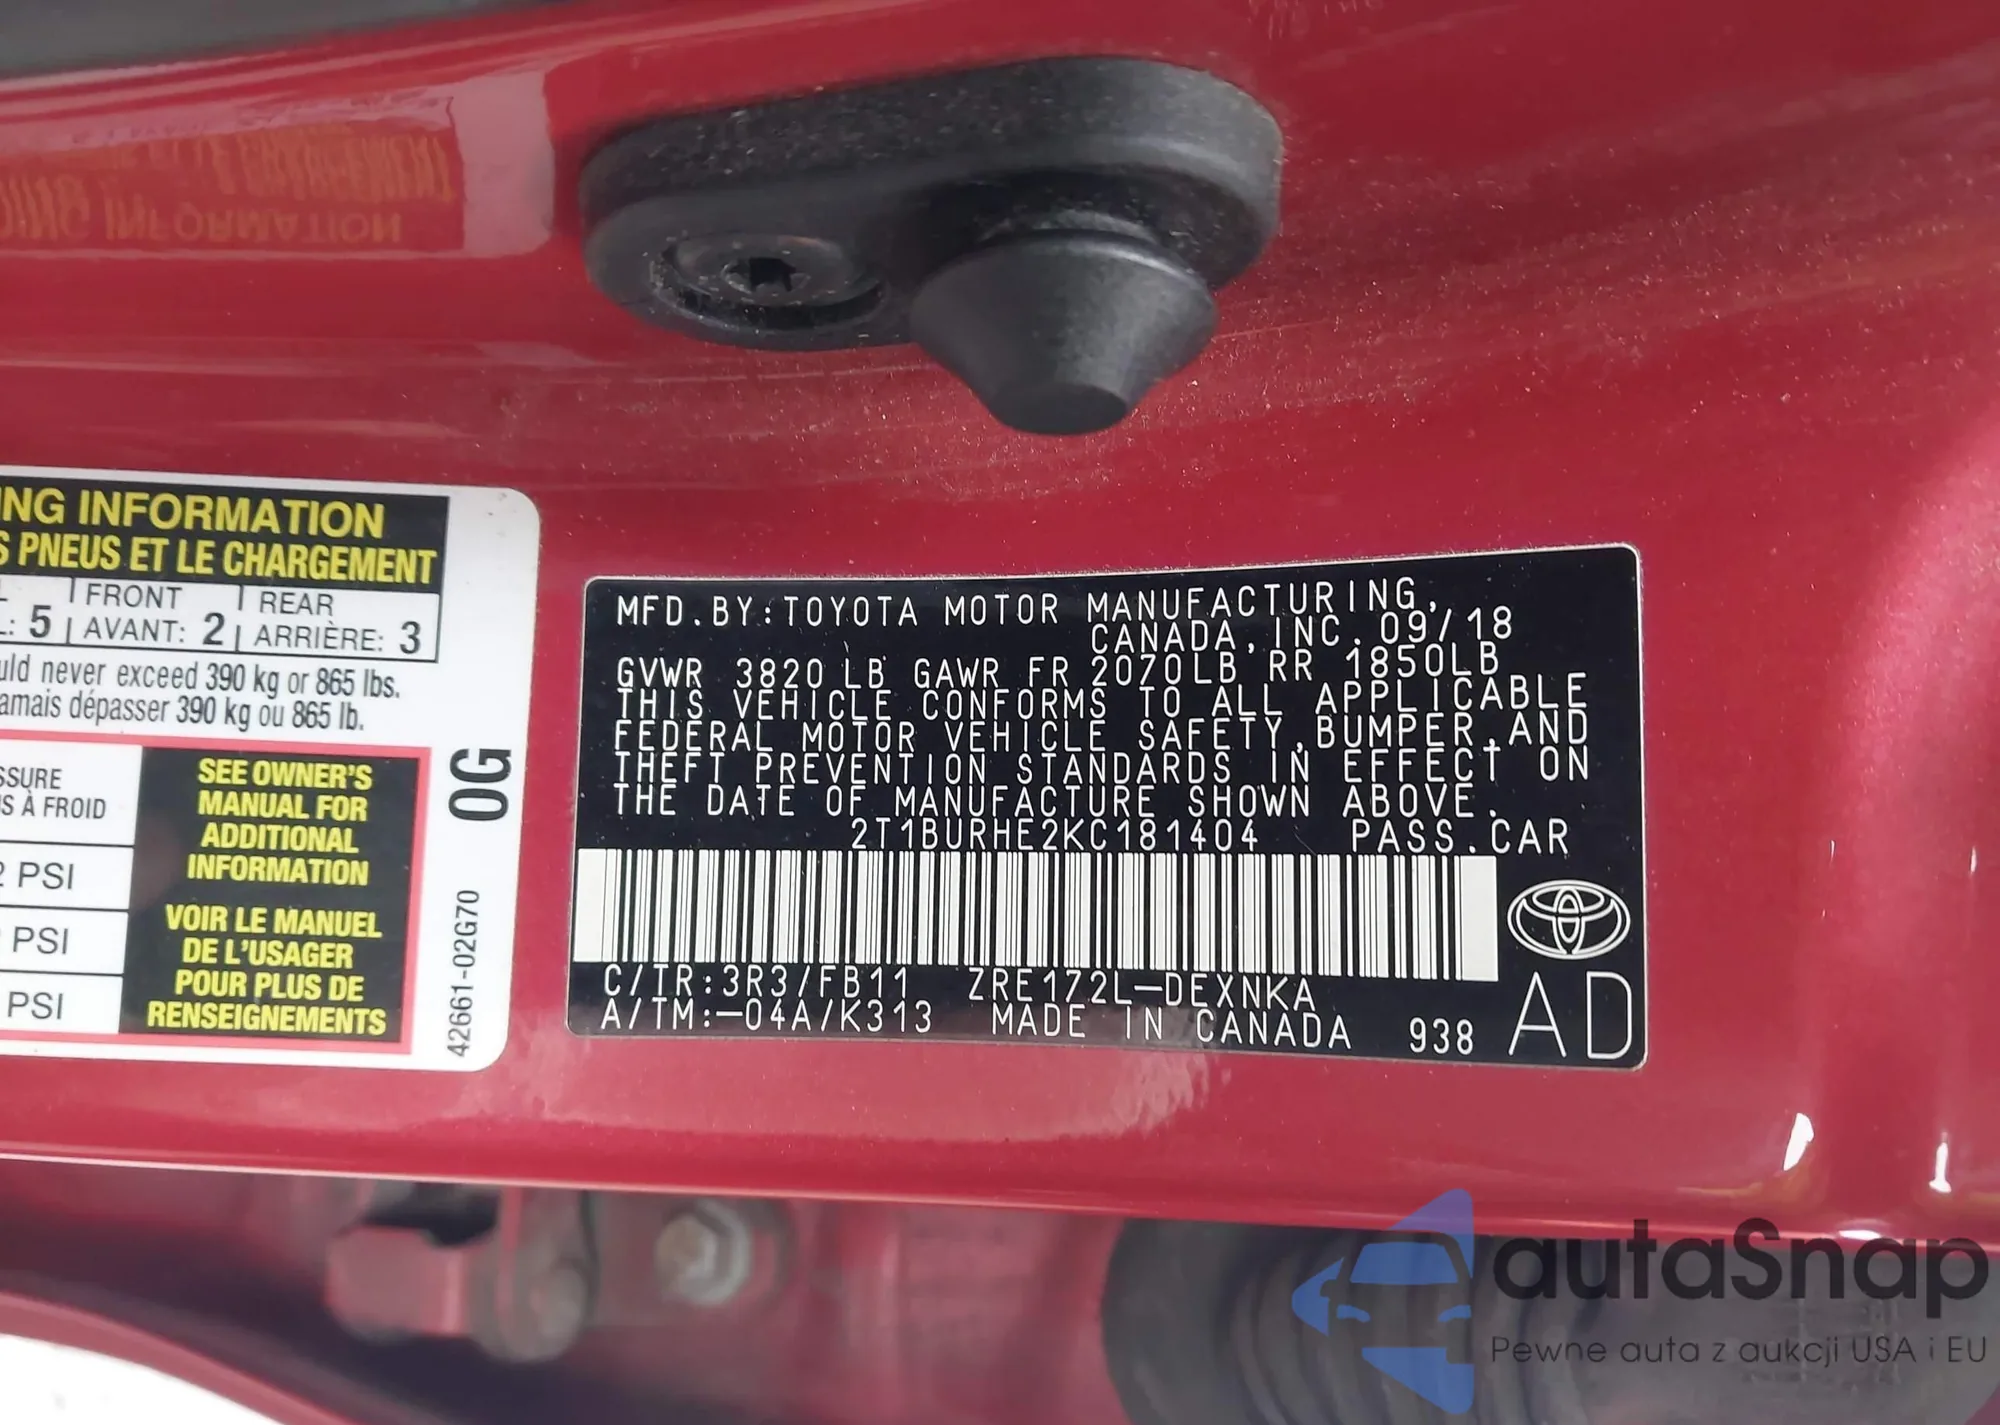 NG INFORMATION
S PNEUS ET LE CHARGEMENT
FRONT REAR
5 AVANT: 2 ARRIÈRE: 3
uld never exceed 390 kg or 865 lbs.
amais dépasser 390 kg ou 865 lb.
SSURE
S À FROID
2 PSI
PSI
PSI
SEE OWNER'S
MANUAL FOR
ADDITIONAL
INFORMATION
VOIR LE MANUEL
DE L'USAGER
POUR PLUS DE
RENSEIGNEMENTS
0G
42661-02G70
MFD.BY:TOYOTA MOTOR MANUFACTURING,
CANADA,INC. 09/18
GVWR 3820 LB GAWR FR 2070LB RR 1850LB
THIS VEHICLE CONFORMS TO ALL APPLICABLE
FEDERAL MOTOR VEHICLE SAFETY,BUMPER,AND
THEFT PREVENTION STANDARDS IN EFFECT ON
THE DATE OF MANUFACTURE SHOWN ABOVE.
2T1BURHE2KC181404 PASS.CAR
C/TR:3R3/FB11 ZRE172L-DEXNKA
A/TM:-04A/K313 MADE IN CANADA 938 AD
autaSnap
Pewne auta z aukcji USA i EU